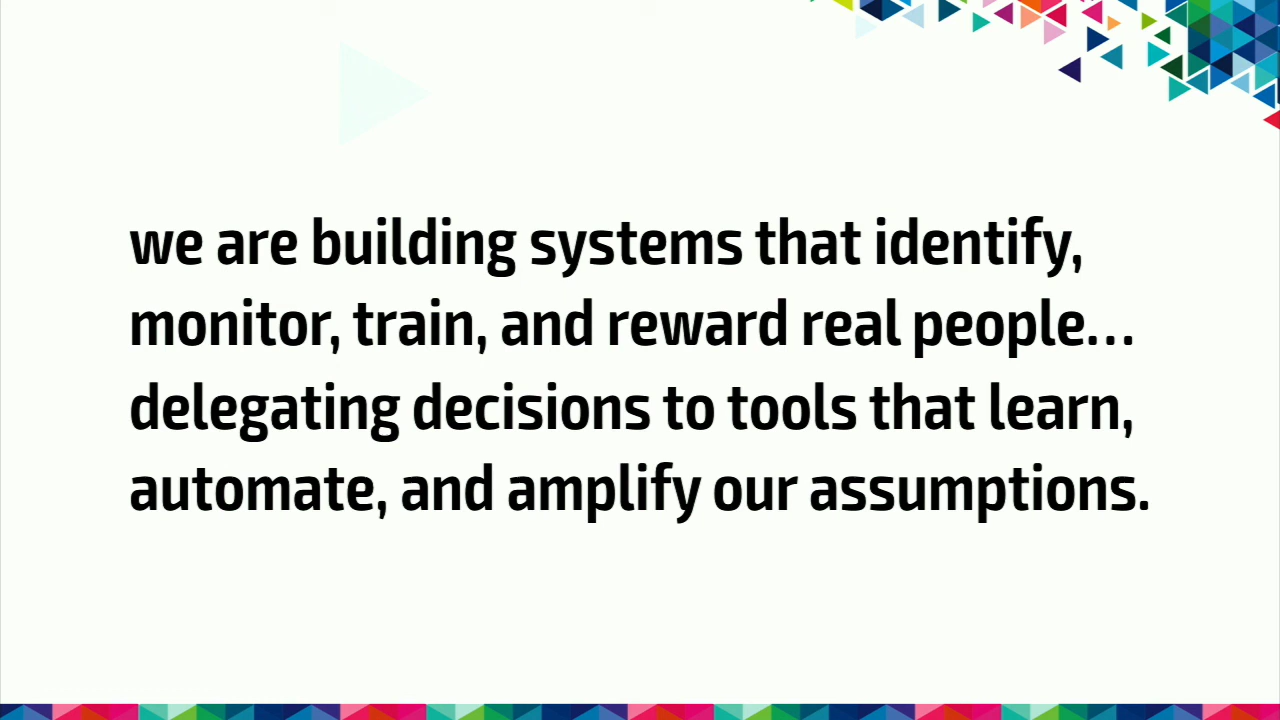 we are building systems that identify,
monitor, train, and reward real people…
delegating decisions to tools that learn,
automate, and amplify our assumptions.